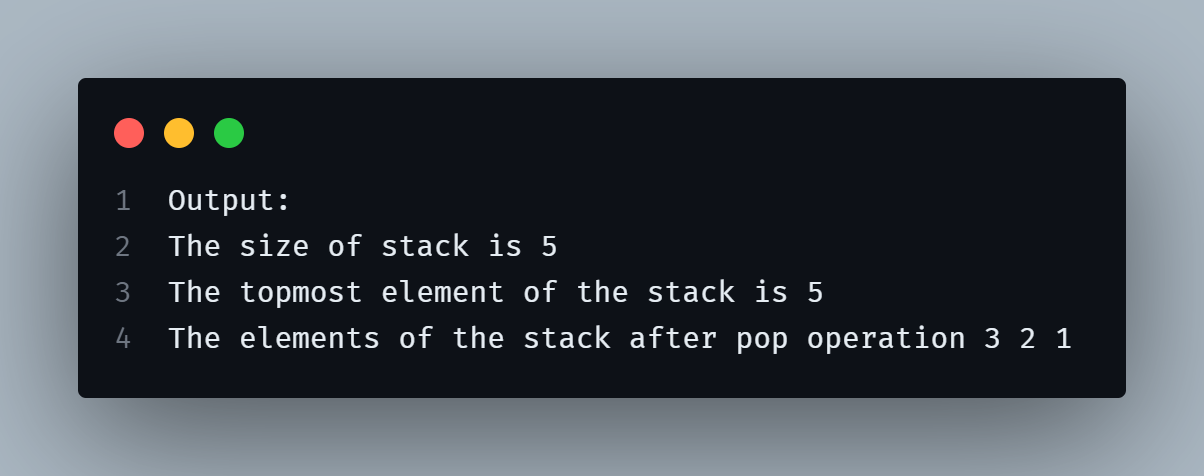 1 Output:
2 The size of stack is 5
3 The topmost element of the stack is 5
4 The elements of the stack after pop operation 3 2 1